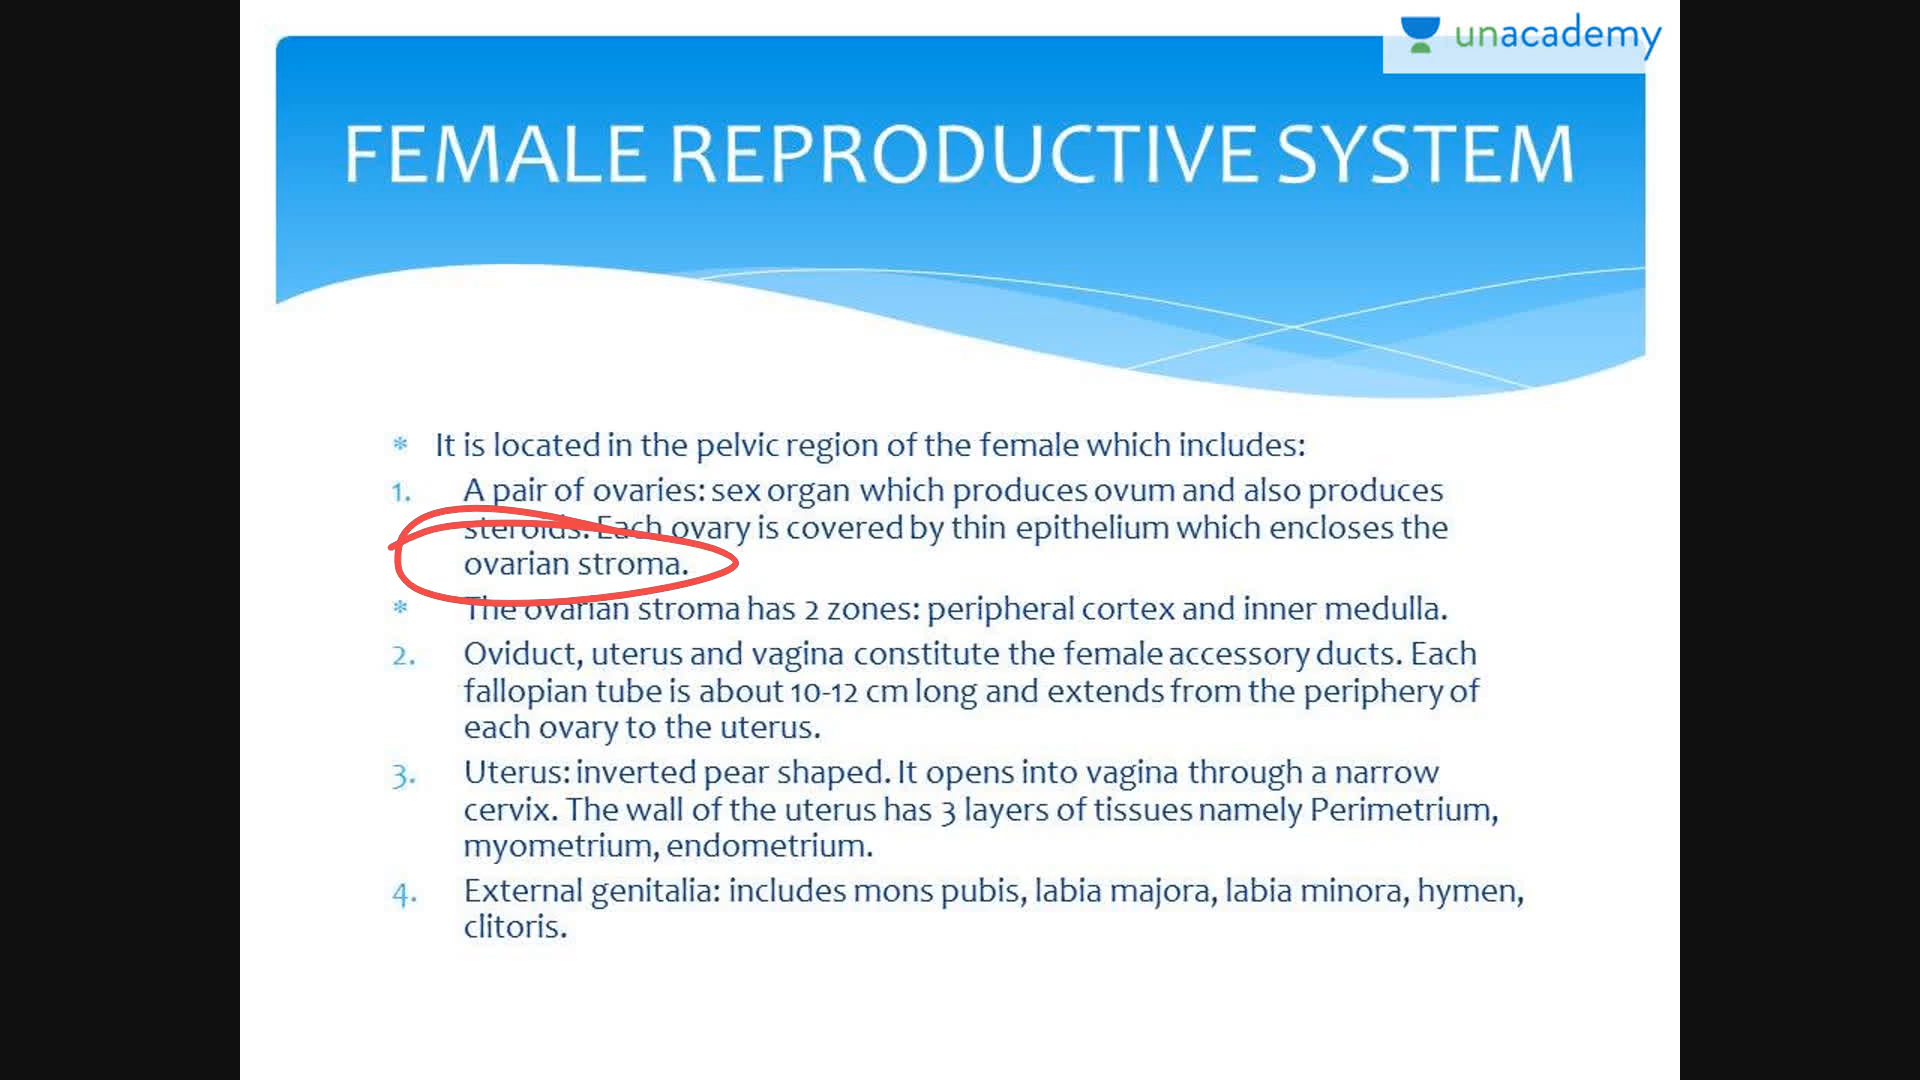 unacademy
FEMALE REPRODUCTIVE SYSTEM
* It is located in the pelvic region of the female which includes:
1. A pair of ovaries: sex organ which produces ovum and also produces
steroids. Each ovary is covered by thin epithelium which encloses the
ovarian stroma.
* The ovarian stroma has 2 zones: peripheral cortex and inner medulla.
2. Oviduct, uterus and vagina constitute the female accessory ducts. Each
fallopian tube is about 10-12 cm long and extends from the periphery of
each ovary to the uterus.
3. Uterus: inverted pear shaped. It opens into vagina through a narrow
cervix. The wall of the uterus has 3 layers of tissues namely Perimetrium,
myometrium, endometrium.
4. External genitalia: includes mons pubis, labia majora, labia minora, hymen,
clitoris.